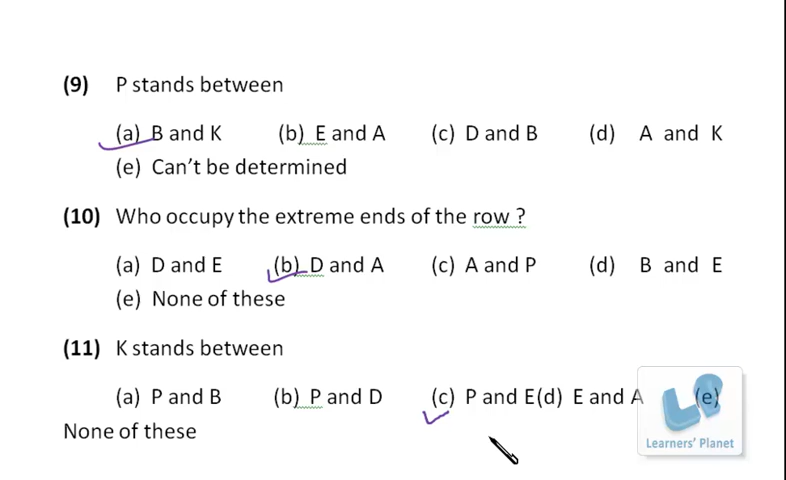 (9) P stands between
(a) B and K (b) E and A (c) D and B (d) A and K
(e) Can't be determined
(10) Who occupy the extreme ends of the row ?
(a) D and E (b) D and A (c) A and P (d) B and E
(e) None of these
(11) K stands between
(a) P and B (b) P and D (c) P and E(d) E and A (e)
None of these
Learners' Planet